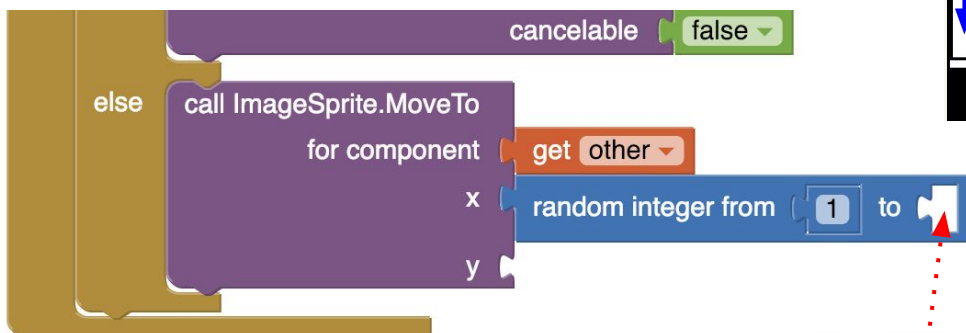 cancelable false
else call ImageSprite.MoveTo
for component get other
x random integer from 1 to
y